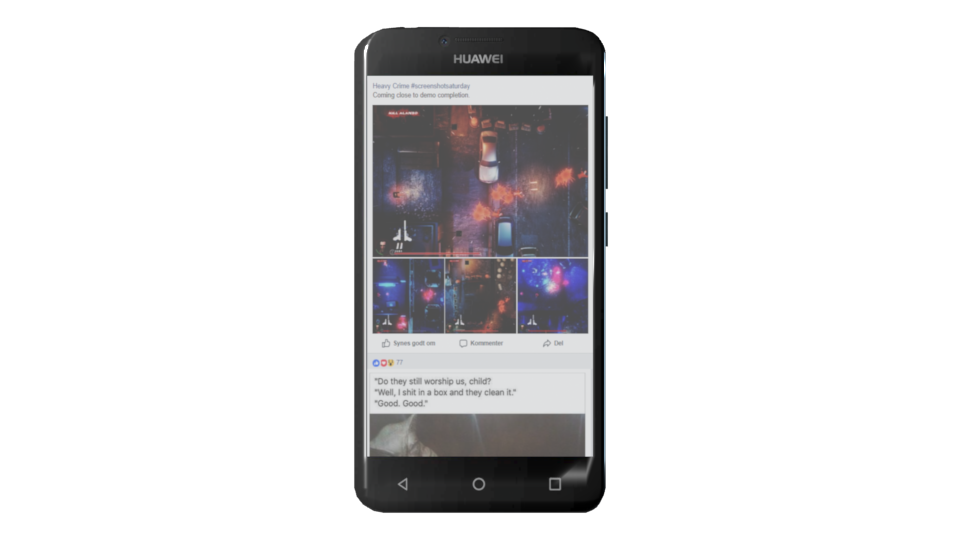 HUAWEI
Heavy Crime #screenshotsaturday
Coming close to demo completion.
Synes godt om
Kommenter
Del
77
"Do they still worship us, child?
"Well, I shit in a box and they clean it."
"Good. Good."